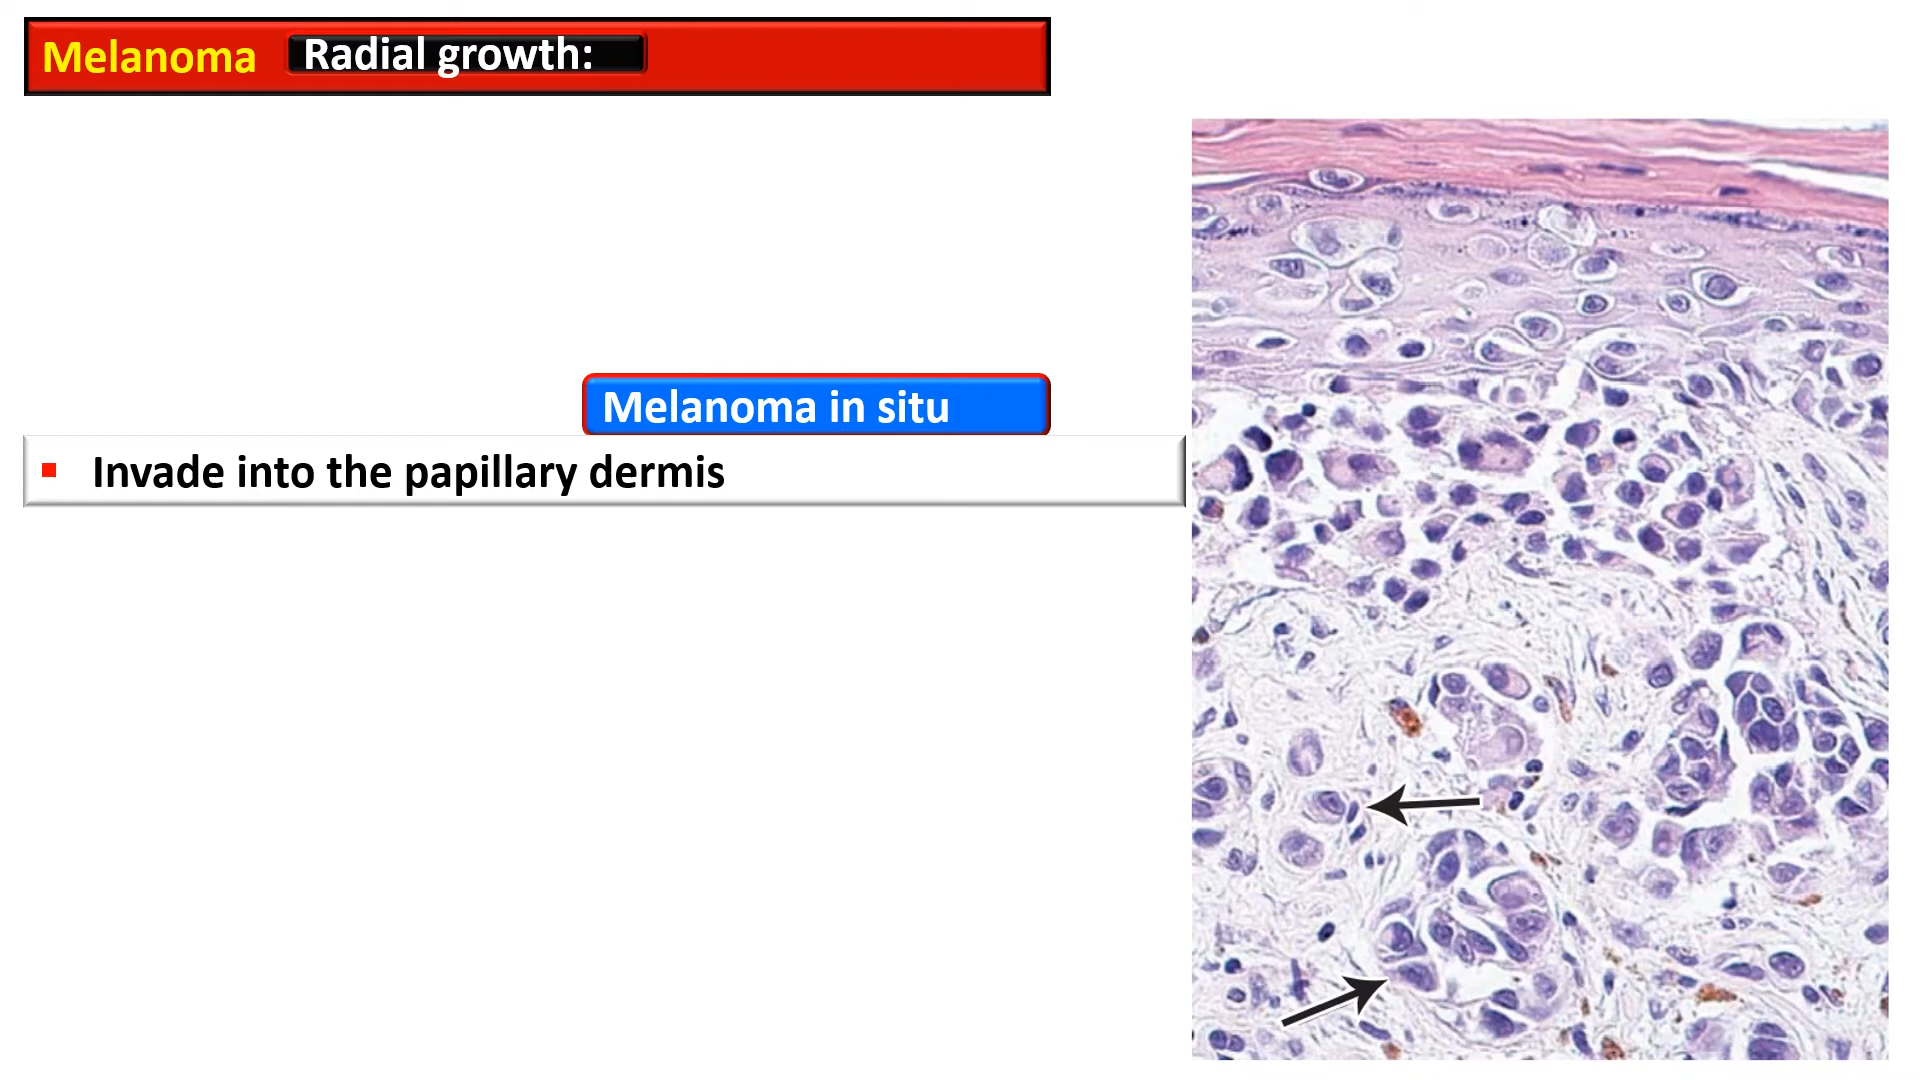 Melanoma Radial growth:
Melanoma in situ
▪ Invade into the papillary dermis